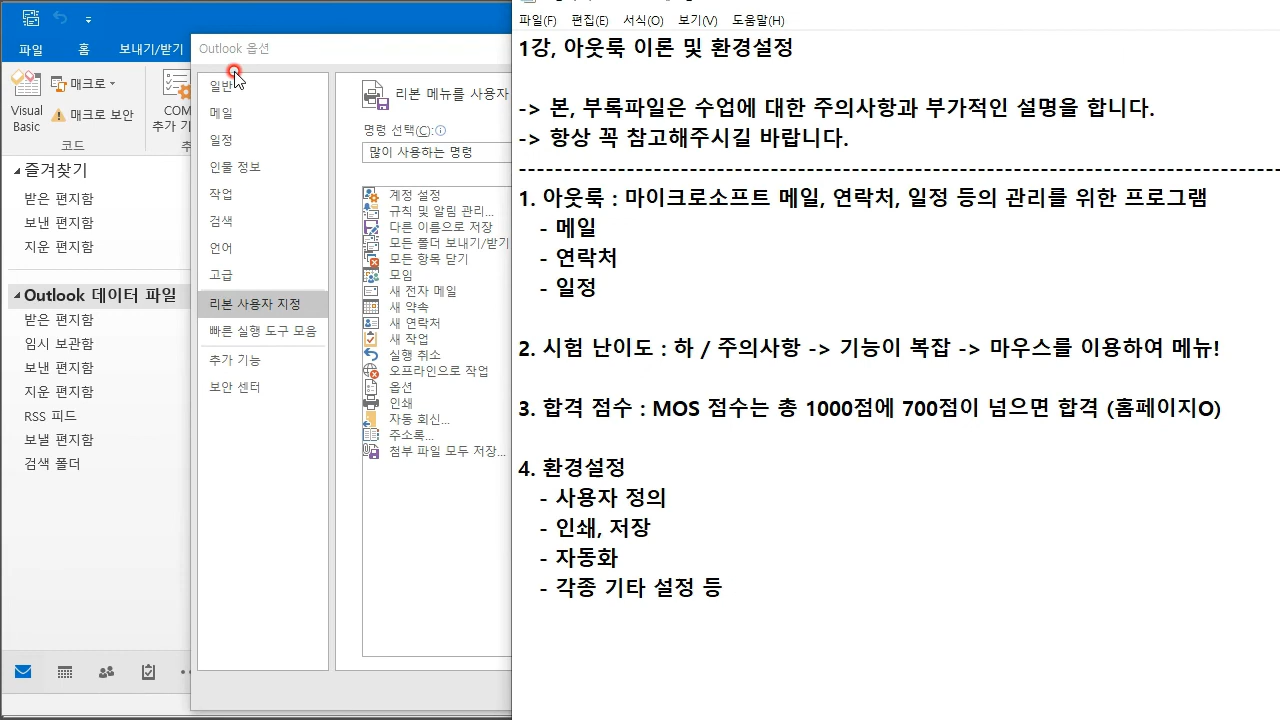 파일
홈
보내기/받기
Visual
Basic
매크로
매크로 보안
COM
추가 기
코드
추
즐겨찾기
받은 편지함
보낸 편지함
지운 편지함
Outlook 데이터 파일
받은 편지함
임시 보관함
보낸 편지함
지운 편지함
RSS 피드
보낼 편지함
검색 폴더
Outlook 옵션
일반
메일
일정
인물 정보
작업
검색
언어
고급
리본 사용자 지정
빠른 실행 도구 모음
추가 기능
보안 센터
리본 메뉴를 사용자
명령 선택(C):
많이 사용하는 명령
계정 설정
규칙 및 알림 관리...
다른 이름으로 저장
모든 폴더 보내기/받기
모든 항목 닫기
모임
새 전자 메일
새 약속
새 연락처
새 작업
실행 취소
오프라인으로 작업
옵션
인쇄
자동 회신...
주소록...
첨부 파일 모두 저장...
파일(F) 편집(E) 서식(O) 보기(V) 도움말(H)
1강, 아웃룩 이론 및 환경설정
-> 본, 부록파일은 수업에 대한 주의사항과 부가적인 설명을 합니다.
-> 항상 꼭 참고해주시길 바랍니다.
1. 아웃룩 : 마이크로소프트 메일, 연락처, 일정 등의 관리를 위한 프로그램
- 메일
- 연락처
- 일정
2. 시험 난이도 : 하 / 주의사항 -> 기능이 복잡 -> 마우스를 이용하여 메뉴!
3. 합격 점수 : MOS 점수는 총 1000점에 700점이 넘으면 합격 (홈페이지O)
4. 환경설정
- 사용자 정의
- 인쇄, 저장
- 자동화
- 각종 기타 설정 등